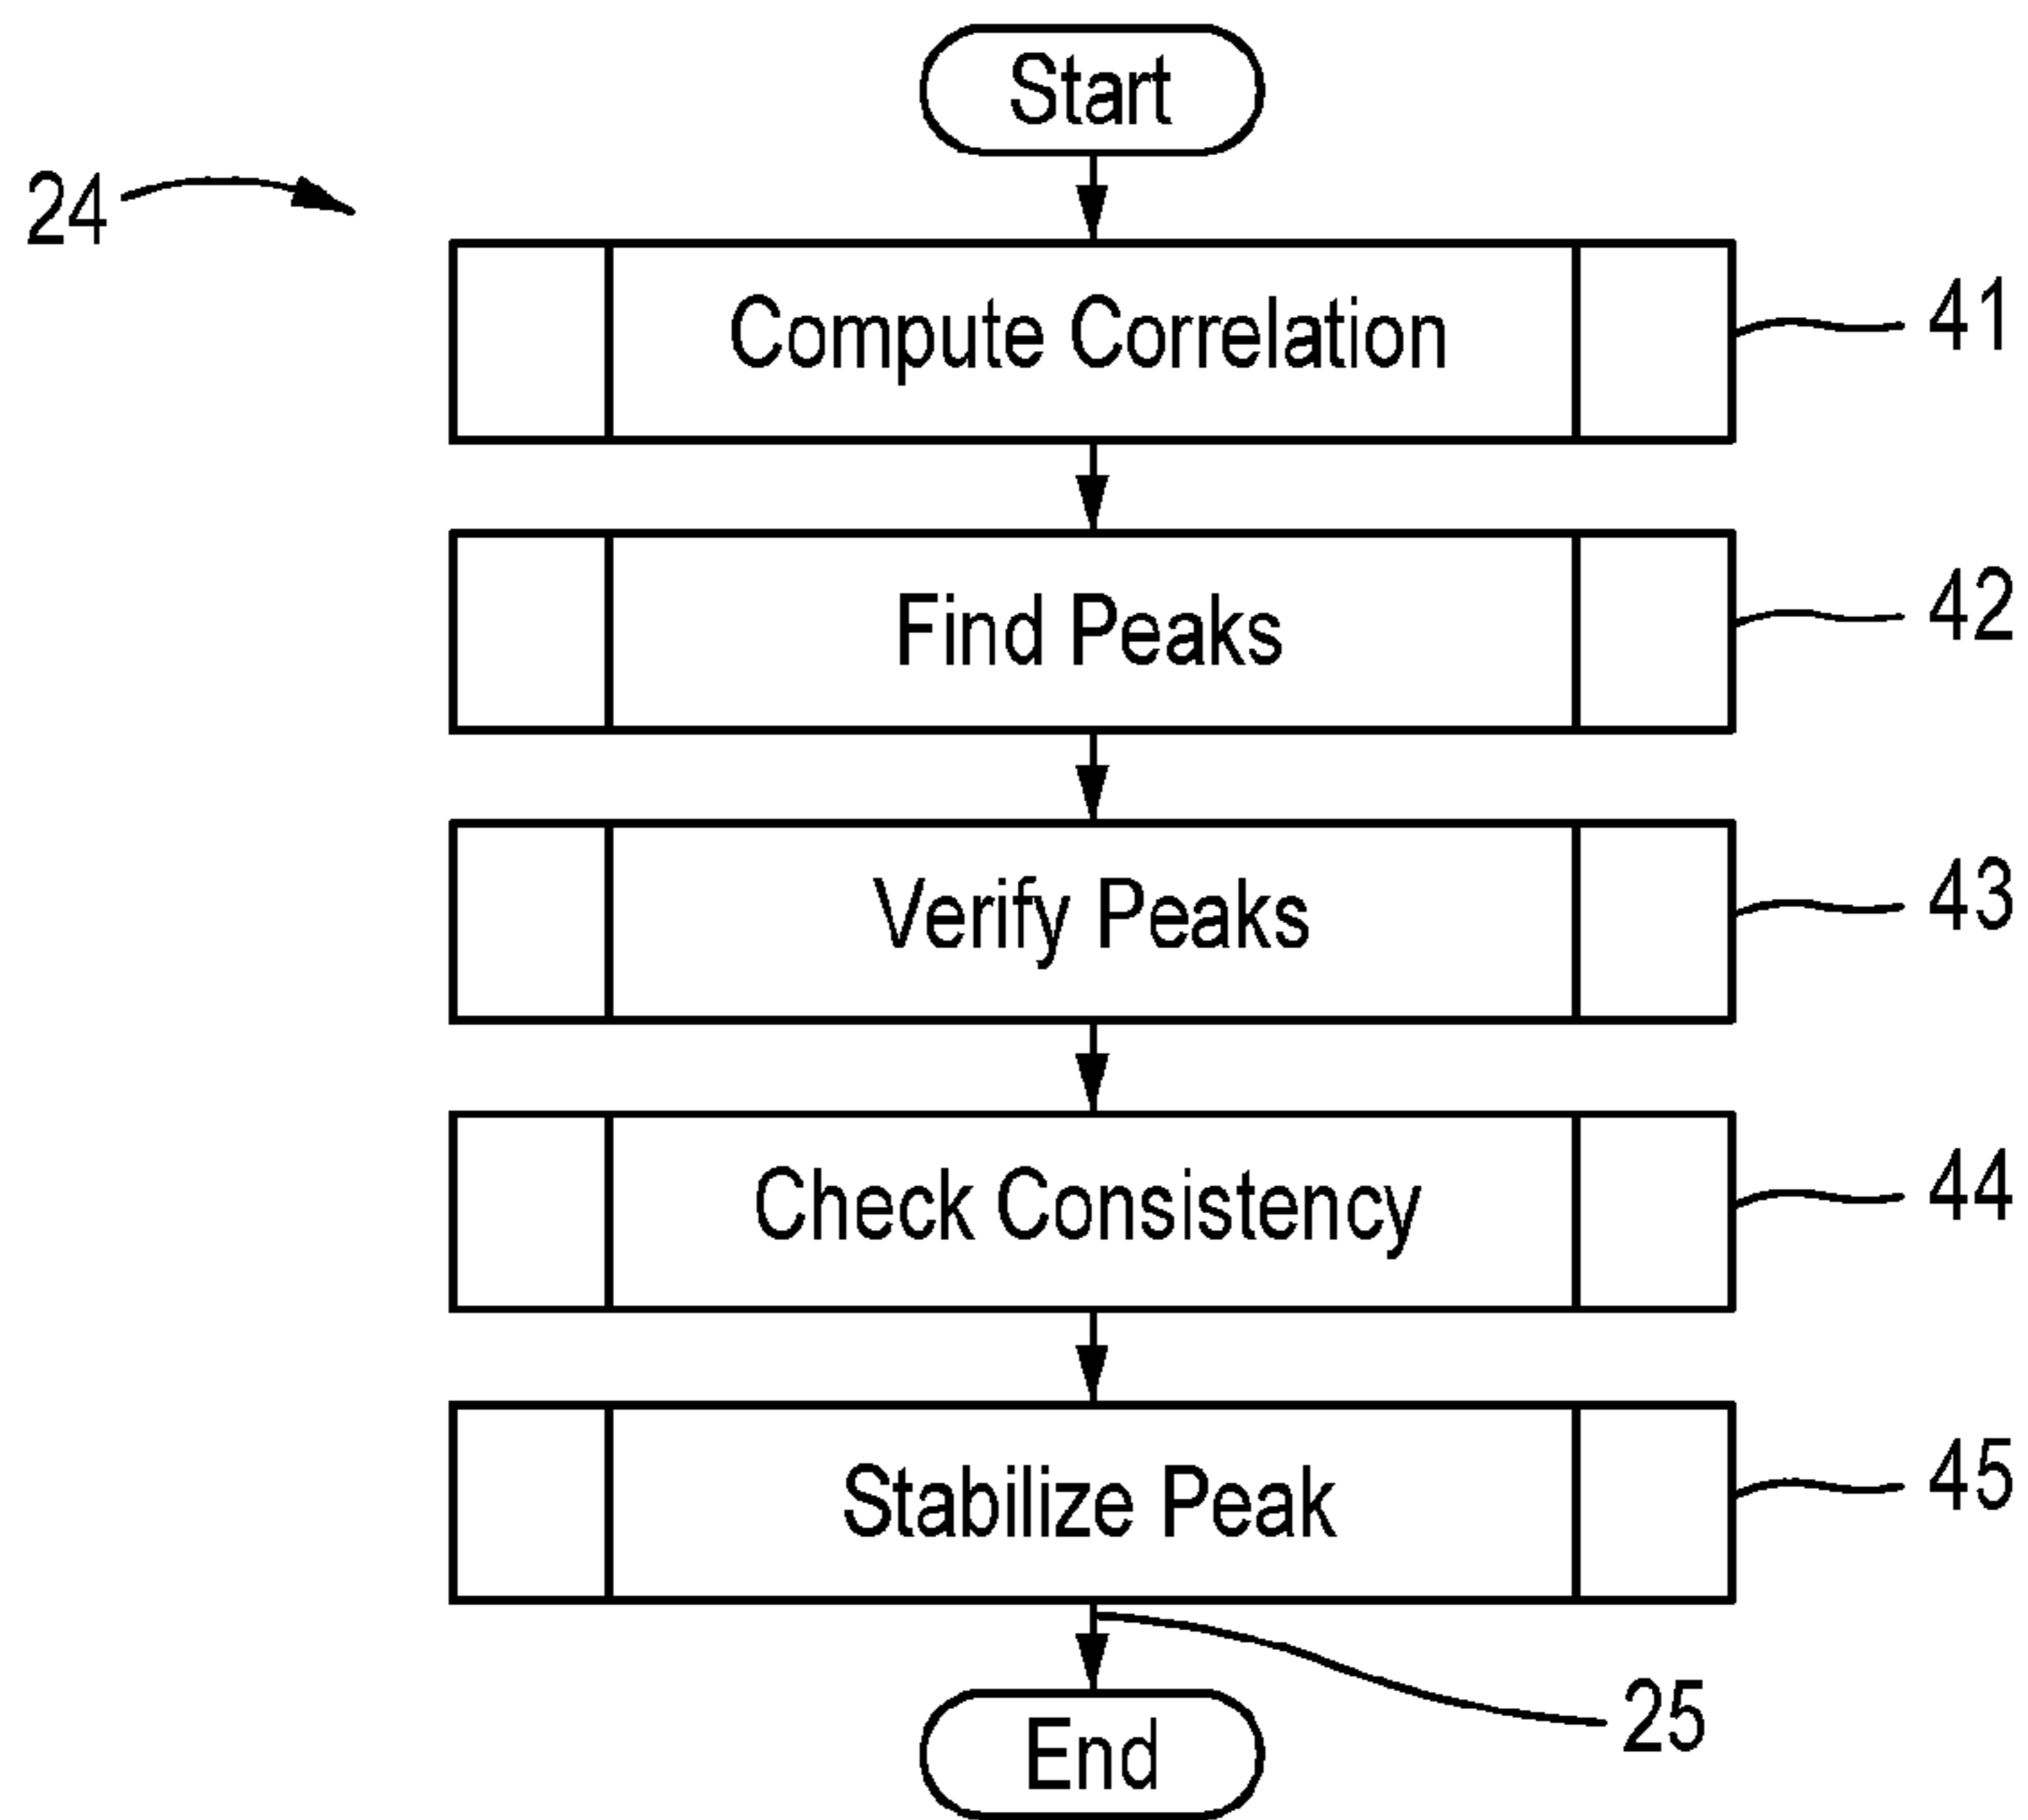 Start
24
Compute Correlation
41
Find Peaks
42
Verify Peaks
43
Check Consistency
44
Stabilize Peak
45
25
End